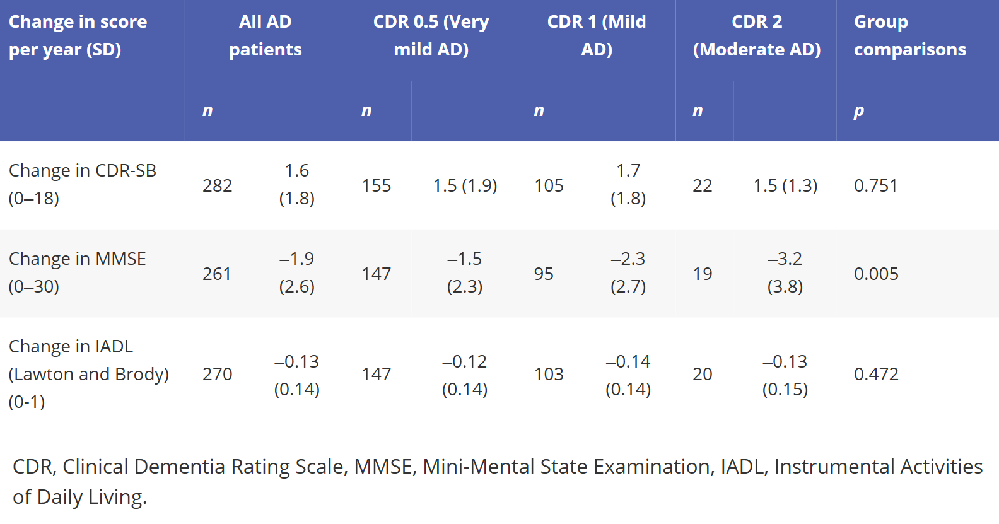 Change in score per year (SD) All AD patients CDR 0.5 (Very mild AD) CDR 1 (Mild AD) CDR 2 (Moderate AD) Group comparisons
n n n n p
Change in CDR-SB (0–18) 282 1.6 (1.8) 155 1.5 (1.9) 105 1.7 (1.8) 22 1.5 (1.3) 0.751
Change in MMSE (0–30) 261 –1.9 (2.6) 147 –1.5 (2.3) 95 –2.3 (2.7) 19 –3.2 (3.8) 0.005
Change in IADL (Lawton and Brody) (0-1) 270 –0.13 (0.14) 147 –0.12 (0.14) 103 –0.14 (0.14) 20 –0.13 (0.15) 0.472
CDR, Clinical Dementia Rating Scale, MMSE, Mini-Mental State Examination, IADL, Instrumental Activities
of Daily Living.